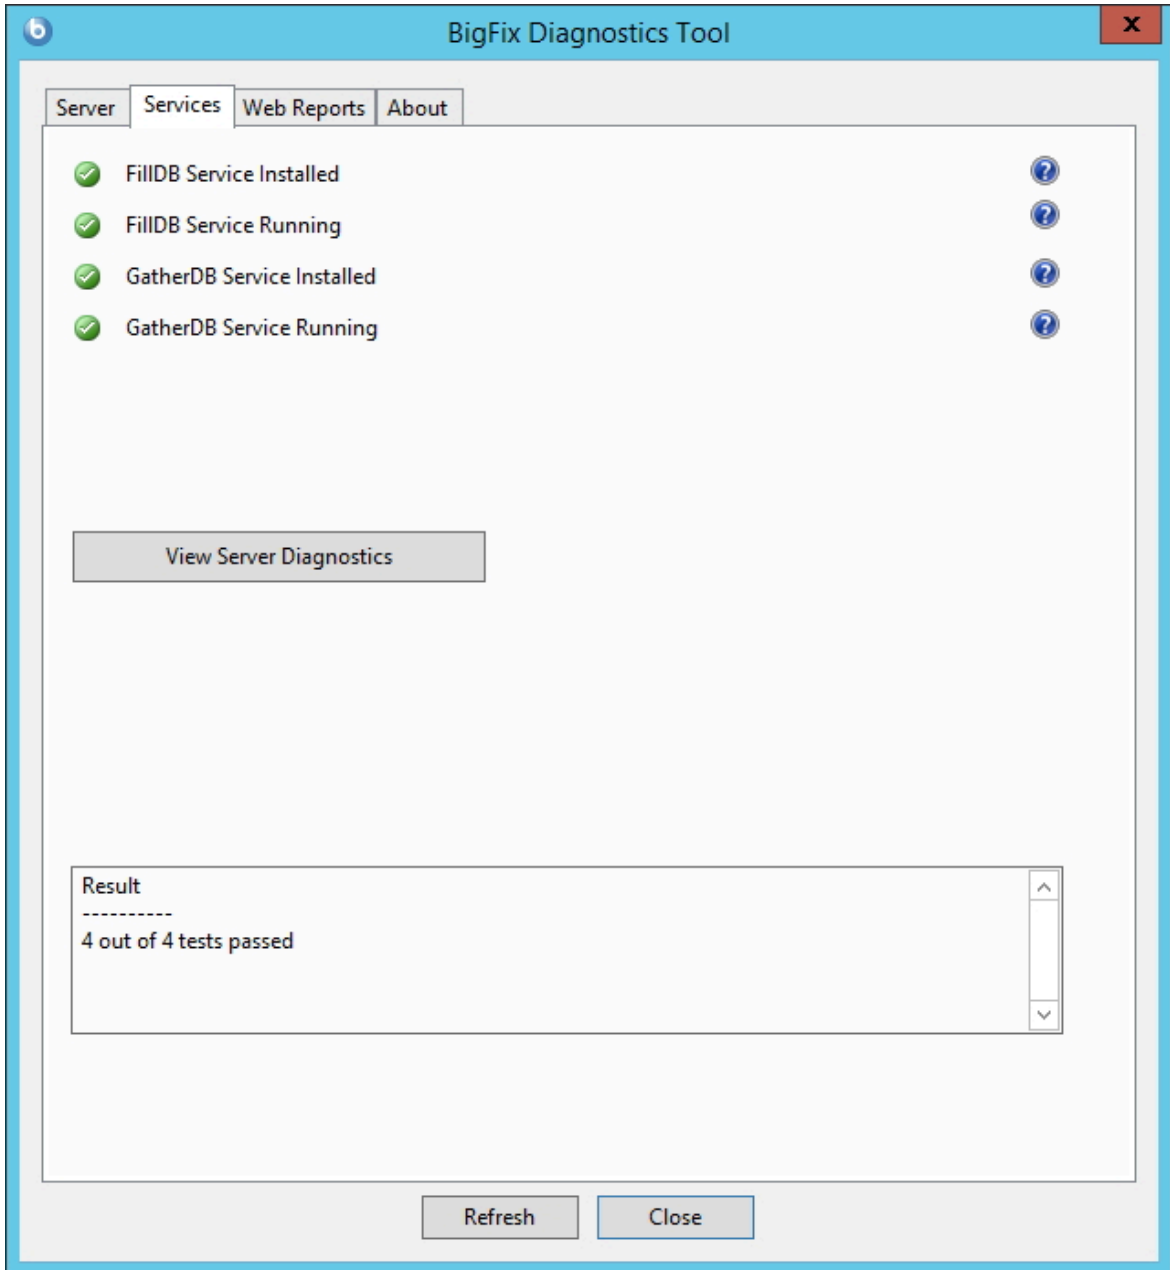 BigFix Diagnostics Tool
Server Services Web Reports About
FillDB Service Installed
FillDB Service Running
GatherDB Service Installed
GatherDB Service Running
View Server Diagnostics
Result
----------
4 out of 4 tests passed
Refresh Close